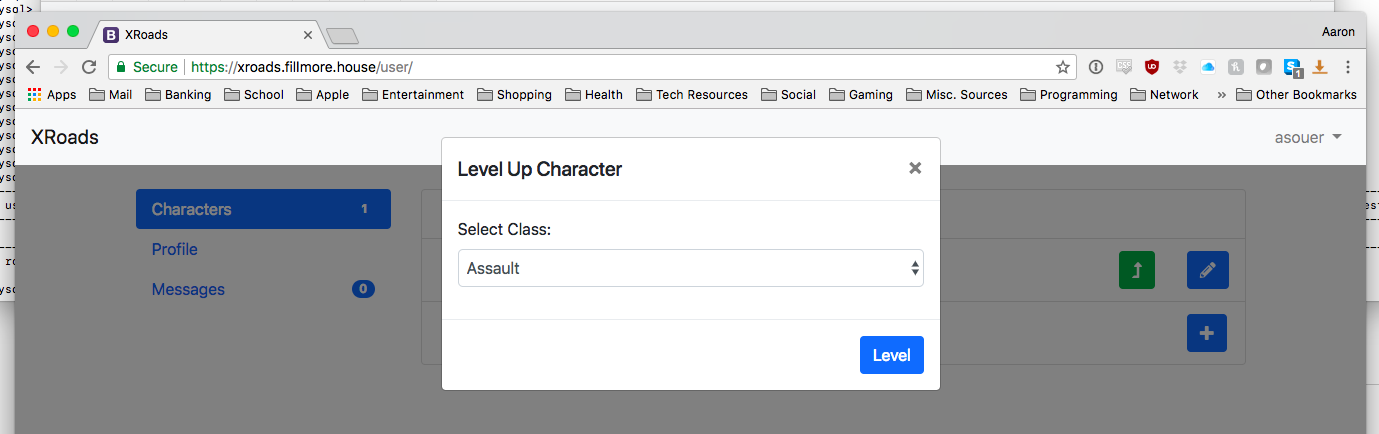 ysql>
XRoads
Aaron
Secure https://xroads.fillmore.house/user/
1
Apps Mail Banking School Apple Entertainment Shopping Health Tech Resources Social Gaming Misc. Sources Programming Network » Other Bookmarks
XRoads
asouer
Level Up Character
×
Characters 1
Select Class:
Profile
Assault
Messages 0
Level